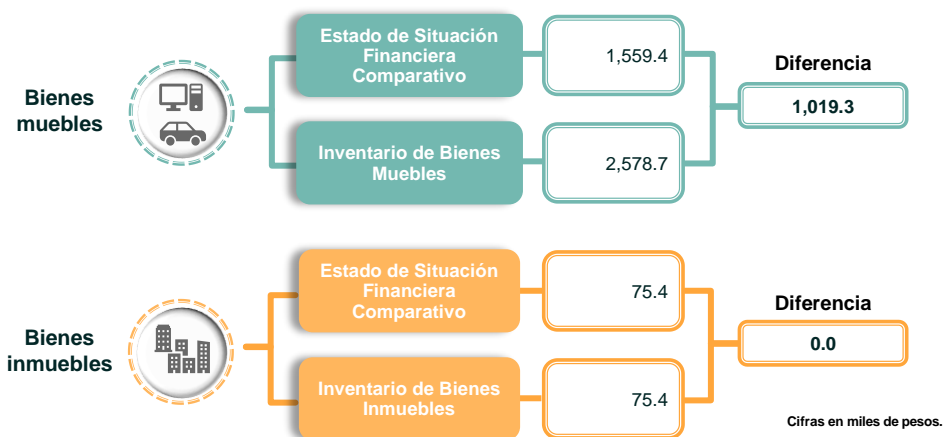 Bienes
muebles
Estado de Situación
Financiera
Comparativo
1,559.4
Inventario de Bienes
Muebles
2,578.7
Diferencia
1,019.3
Bienes
inmuebles
Estado de Situación
Financiera
Comparativo
75.4
Inventario de Bienes
Inmuebles
75.4
Diferencia
0.0
Cifras en miles de pesos.